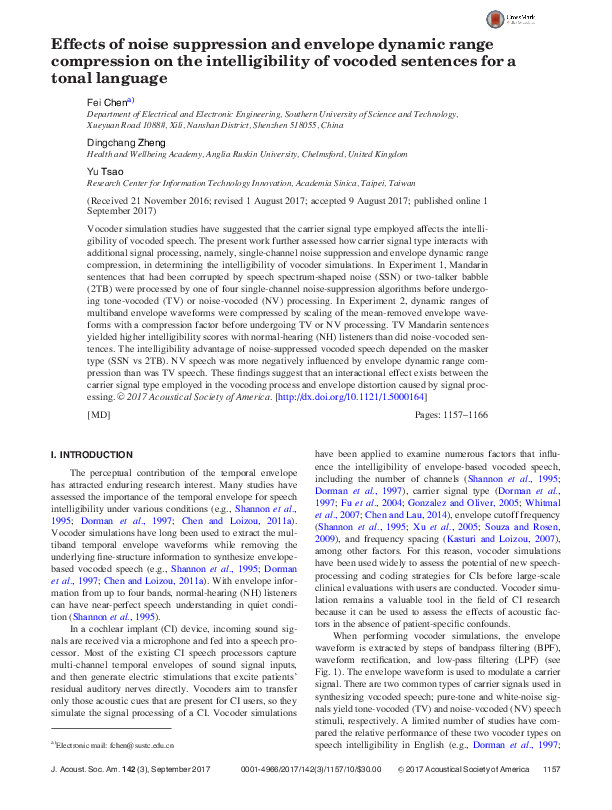 CrossMark
Effects of noise suppression and envelope dynamic range
compression on the intelligibility of vocoded sentences for a
tonal language
Fei Chena)
Department of Electrical and Electronic Engineering, Southern University of Science and Technology,
Xueyuan Road 1088#, Xili, Nanshan District, Shenzhen 518055, China
Dingchang Zheng
Health and Wellbeing Academy, Anglia Ruskin University, Chelmsford, United Kingdom
Yu Tsao
Research Center for Information Technology Innovation, Academia Sinica, Taipei, Taiwan
(Received 21 November 2016; revised 1 August 2017; accepted 9 August 2017; published online 1
September 2017)
Vocoder simulation studies have suggested that the carrier signal type employed affects the intelli-
gibility of vocoded speech. The present work further assessed how carrier signal type interacts with
additional signal processing, namely, single-channel noise suppression and envelope dynamic range
compression, in determining the intelligibility of vocoder simulations. In Experiment 1, Mandarin
sentences that had been corrupted by speech spectrum-shaped noise (SSN) or two-talker babble
(2TB) were processed by one of four single-channel noise-suppression algorithms before undergo-
ing tone-vocoded (TV) or noise-vocoded (NV) processing. In Experiment 2, dynamic ranges of
multiband envelope waveforms were compressed by scaling of the mean-removed envelope wave-
forms with a compression factor before undergoing TV or NV processing. TV Mandarin sentences
yielded higher intelligibility scores with normal-hearing (NH) listeners than did noise-vocoded sen-
tences. The intelligibility advantage of noise-suppressed vocoded speech depended on the masker
type (SSN vs 2TB). NV speech was more negatively influenced by envelope dynamic range com-
pression than was TV speech. These findings suggest that an interactional effect exists between the
carrier signal type employed in the vocoding process and envelope distortion caused by signal proc-
essing. © 2017 Acoustical Society of America. [http://dx.doi.org/10.1121/1.5000164]
[MD] Pages: 1157–1166
I. INTRODUCTION
The perceptual contribution of the temporal envelope
has attracted enduring research interest. Many studies have
assessed the importance of the temporal envelope for speech
intelligibility under various conditions (e.g., Shannon et al.,
1995; Dorman et al., 1997; Chen and Loizou, 2011a).
Vocoder simulations have long been used to extract the mul-
tiband temporal envelope waveforms while removing the
underlying fine-structure information to synthesize envelope-
based vocoded speech (e.g., Shannon et al., 1995; Dorman
et al., 1997; Chen and Loizou, 2011a). With envelope infor-
mation from up to four bands, normal-hearing (NH) listeners
can have near-perfect speech understanding in quiet condi-
tion (Shannon et al., 1995).
In a cochlear implant (CI) device, incoming sound sig-
nals are received via a microphone and fed into a speech pro-
cessor. Most of the existing CI speech processors capture
multi-channel temporal envelopes of sound signal inputs,
and then generate electric stimulations that excite patients'
residual auditory nerves directly. Vocoders aim to transfer
only those acoustic cues that are present for CI users, so they
simulate the signal processing of a CI. Vocoder simulations
a)Electronic mail: fchen@sustc.edu.cn
have been applied to examine numerous factors that influ-
ence the intelligibility of envelope-based vocoded speech,
including the number of channels (Shannon et al., 1995;
Dorman et al., 1997), carrier signal type (Dorman et al.,
1997; Fu et al., 2004; Gonzalez and Oliver, 2005; Whitmal
et al., 2007; Chen and Lau, 2014), envelope cutoff frequency
(Shannon et al., 1995; Xu et al., 2005; Souza and Rosen,
2009), and frequency spacing (Kasturi and Loizou, 2007),
among other factors. For this reason, vocoder simulations
have been used widely to assess the potential of new speech-
processing and coding strategies for CIs before large-scale
clinical evaluations with users are conducted. Vocoder simu-
lation remains a valuable tool in the field of CI research
because it can be used to assess the effects of acoustic fac-
tors in the absence of patient-specific confounds.
When performing vocoder simulations, the envelope
waveform is extracted by steps of bandpass filtering (BPF),
waveform rectification, and low-pass filtering (LPF) (see
Fig. 1). The envelope waveform is used to modulate a carrier
signal. There are two common types of carrier signals used in
synthesizing vocoded speech; pure-tone and white-noise sig-
nals yield tone-vocoded (TV) and noise-vocoded (NV) speech
stimuli, respectively. A limited number of studies have com-
pared the relative performance of these two vocoder types on
speech intelligibility in English (e.g., Dorman et al., 1997;
J. Acoust. Soc. Am. 142 (3), September 2017 0001-4966/2017/142(3)/1157/10/$30.00 © 2017 Acoustical Society of America 1157